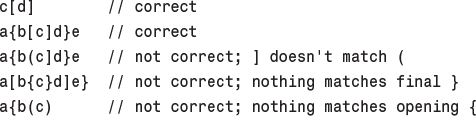 c[d]        // correct
a{b[c]d}e   // correct
a{b(c]d}e   // not correct; ] doesn't match (
a[b{c}d]e}  // not correct; nothing matches final }
a{b(c)      // not correct; nothing matches opening {